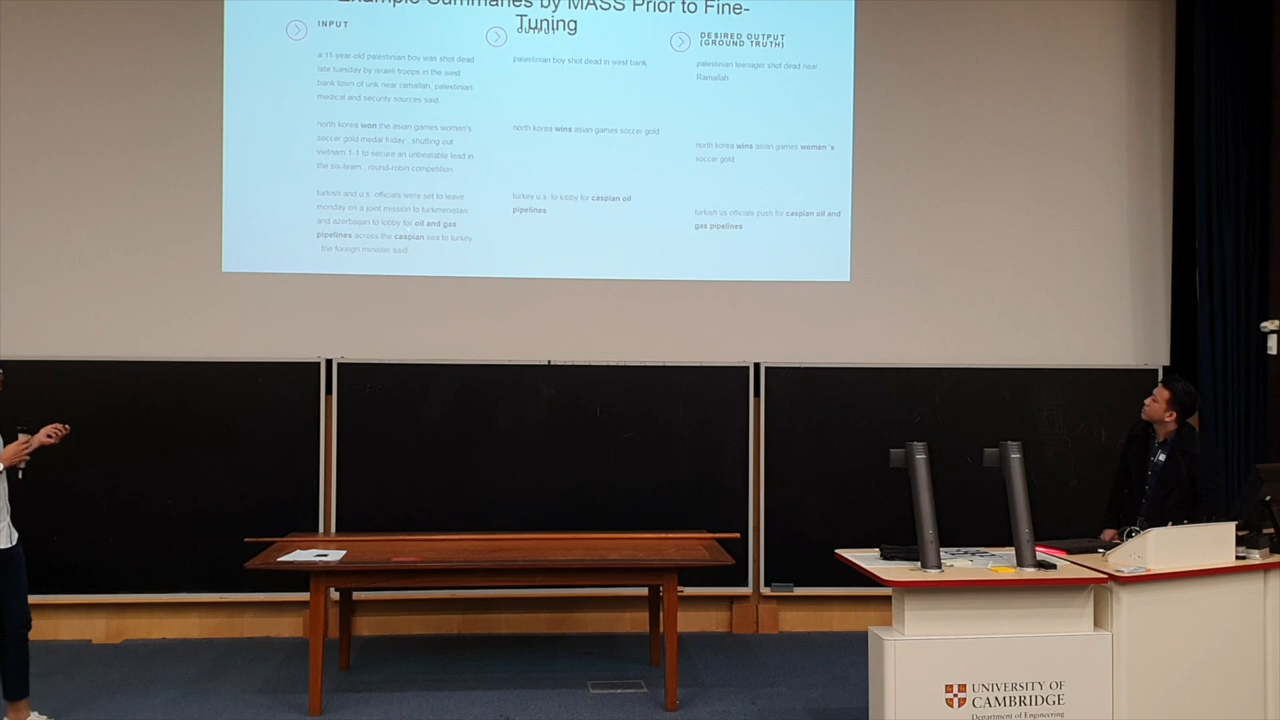 Example Summaries by MASS Prior to Fine-
Tuning
INPUT
a 11-year-old palestinian boy was shot dead
late tuesday by israeli troops in the west
bank town of unk near ramallah, palestinian
medical and security sources said.
north korea won the asian games women's
soccer gold medal friday , shutting out
vietnam 1-1 to secure an unbeatable lead in
the six-team , round-robin competition.
turkish and u.s. officials were set to leave
monday on a joint mission to turkmenistan
and azerbaijan to lobby for oil and gas
pipelines across the caspian sea to turkey
the foreign minister said.
OUTPUT
palestinian boy shot dead in west bank
north korea wins asian games soccer gold
turkey u.s. to lobby for caspian oil
pipelines
DESIRED OUTPUT
(GROUND TRUTH)
palestinian teenager shot dead near
Ramallah
north korea wins asian games women 's
soccer gold
turkish us officials push for caspian oil and
gas pipelines
UNIVERSITY OF
CAMBRIDGE
Department of Engineering